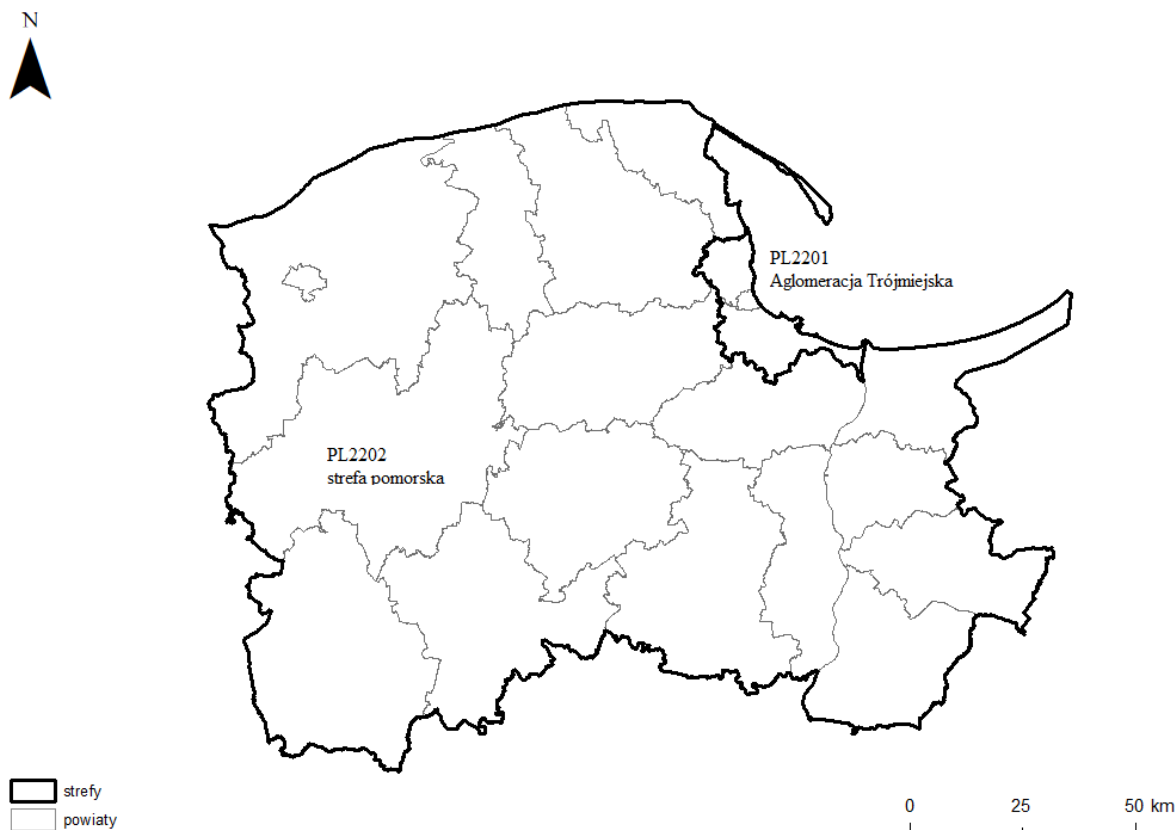 N
PL2201
Aglomeracja Trójmiejska
PL2202
strefa pomorska
strefy
powiaty
0 25 50 km